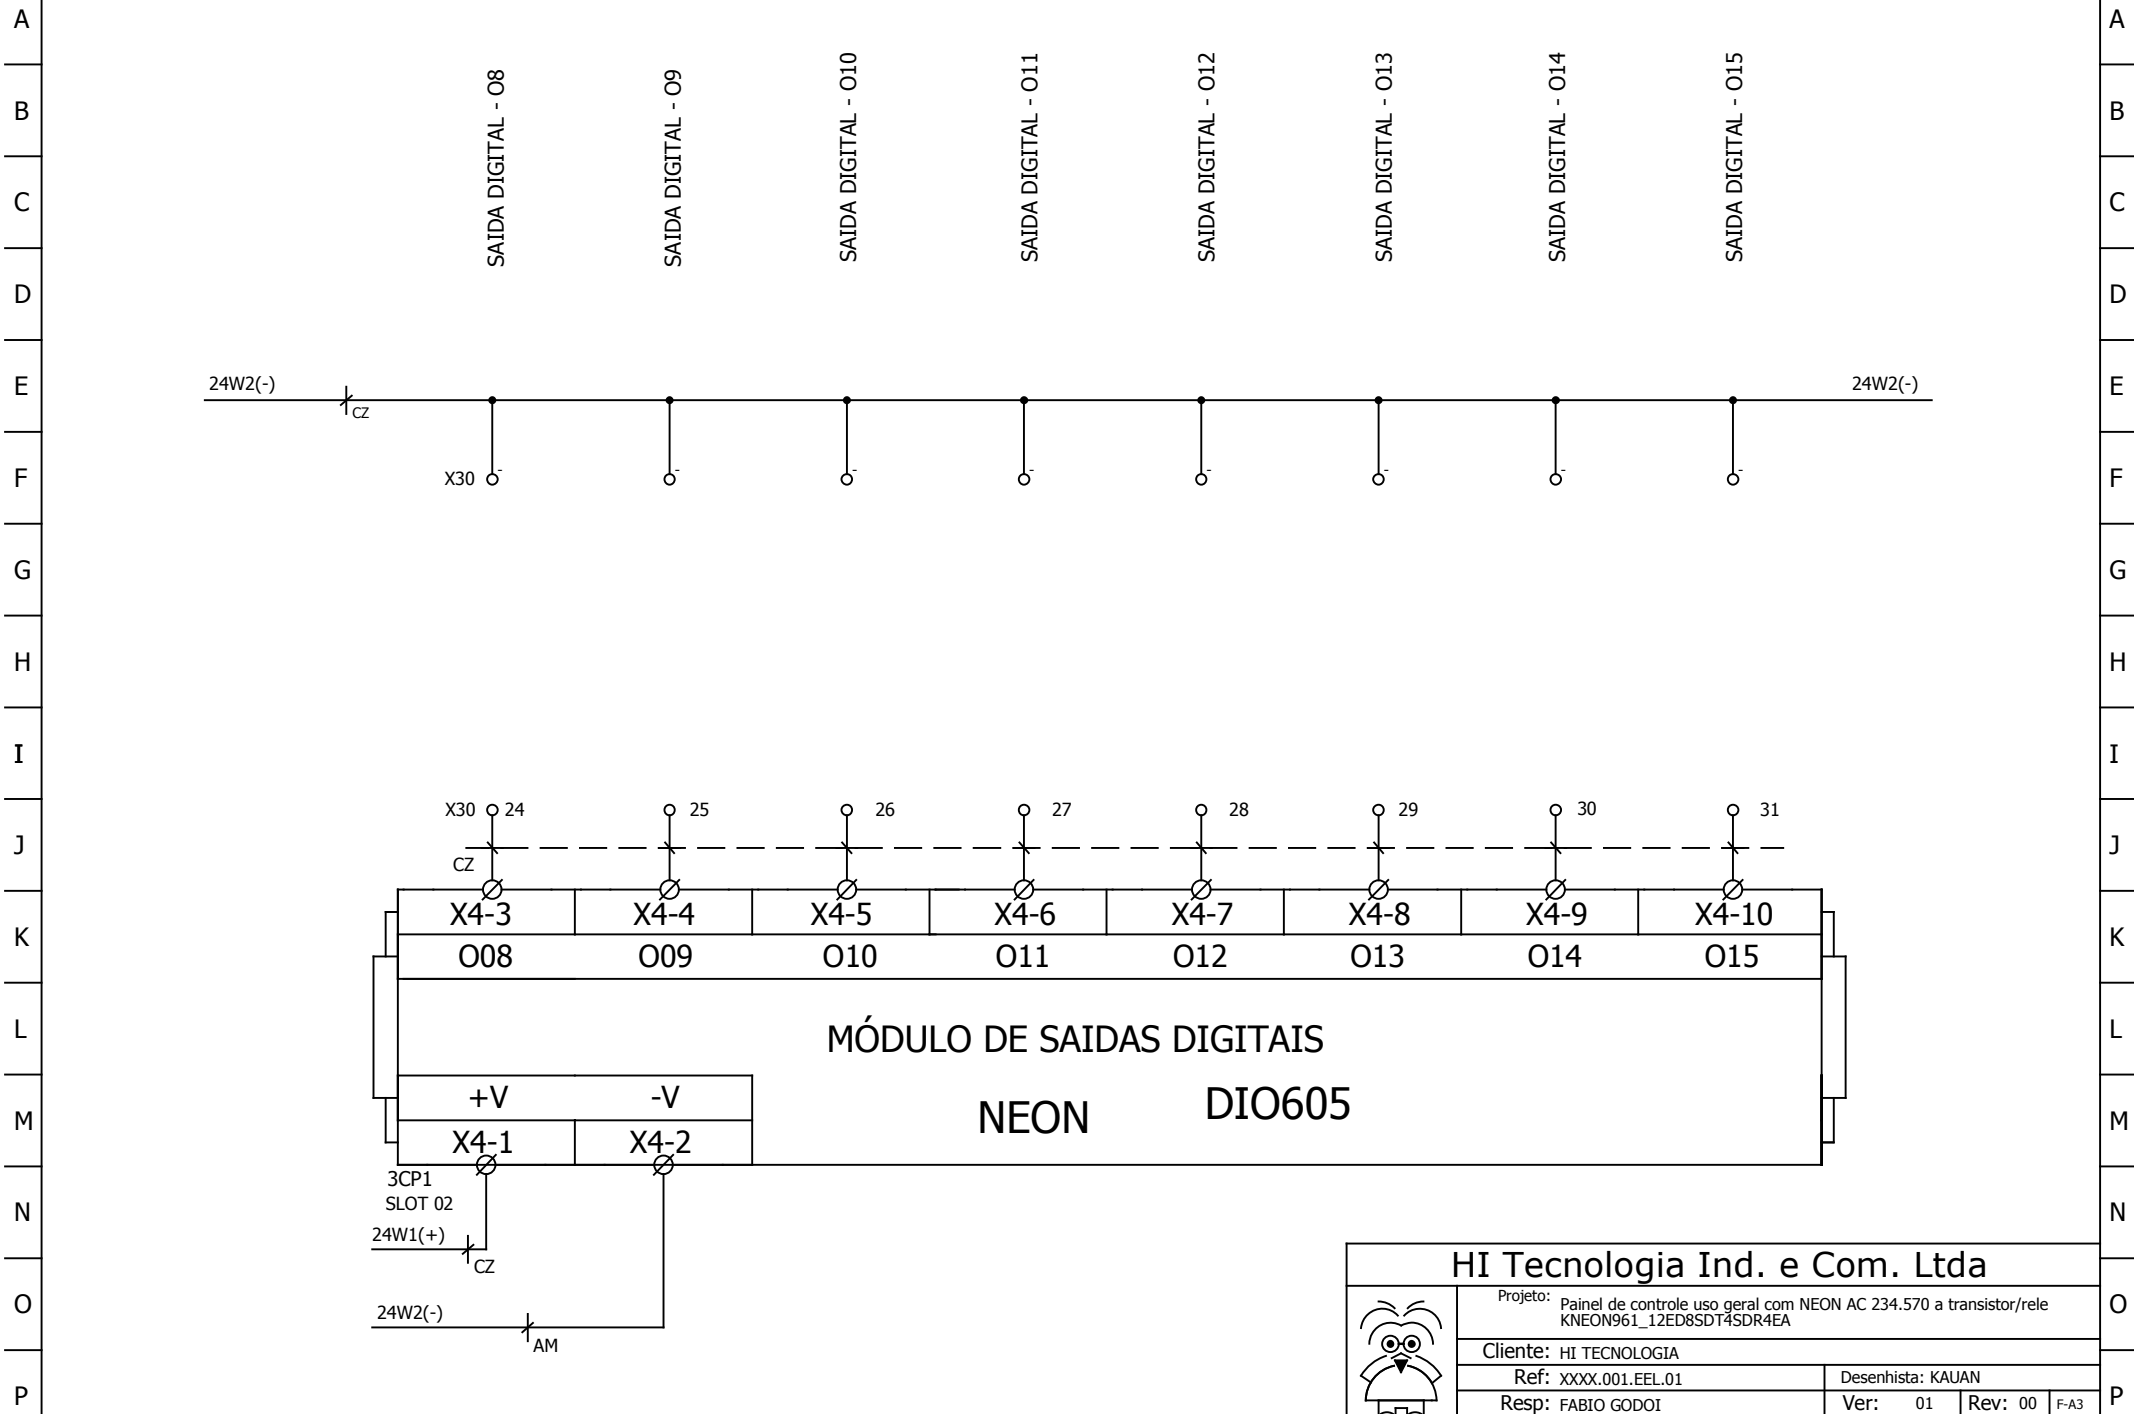 A A
SAIDA DIGITAL - O08
SAIDA DIGITAL - O09
SAIDA DIGITAL - O10
SAIDA DIGITAL - O11
SAIDA DIGITAL - O12
SAIDA DIGITAL - O13
SAIDA DIGITAL - O14
SAIDA DIGITAL - O15
B B
C C
D D
24W2(-) 24W2(-)
E E
CZ
- - - - - - - -
F X30 F
G G
H H
I I
X30 24 25 26 27 28 29 30 31
J J
CZ
X4-3 X4-4 X4-5 X4-6 X4-7 X4-8 X4-9 X4-10
K K
O08 O09 O10 O11 O12 O13 O14 O15
L L
MÓDULO DE SAIDAS DIGITAIS
+V -V
NEON DIO605
M M
X4-1 X4-2
3CP1
SLOT 02
N N
24W1(+)
CZ
HI Tecnologia Ind. e Com. Ltda
O O
24W2(-)
AM
Projeto: Painel de controle uso geral com NEON AC 234.570 a transistor/rele
KNEON961_12ED8SDT4SDR4EA
Cliente: HI TECNOLOGIA
Ref: XXXX.001.EEL.01 Desenhista: KAUAN
P P
Resp: FABIO GODOI Ver: 01 Rev: 00 F-A3